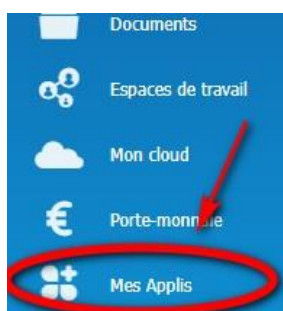 Documents
Espaces de travail
Mon cloud
Porte-monnaie
Mes Applis